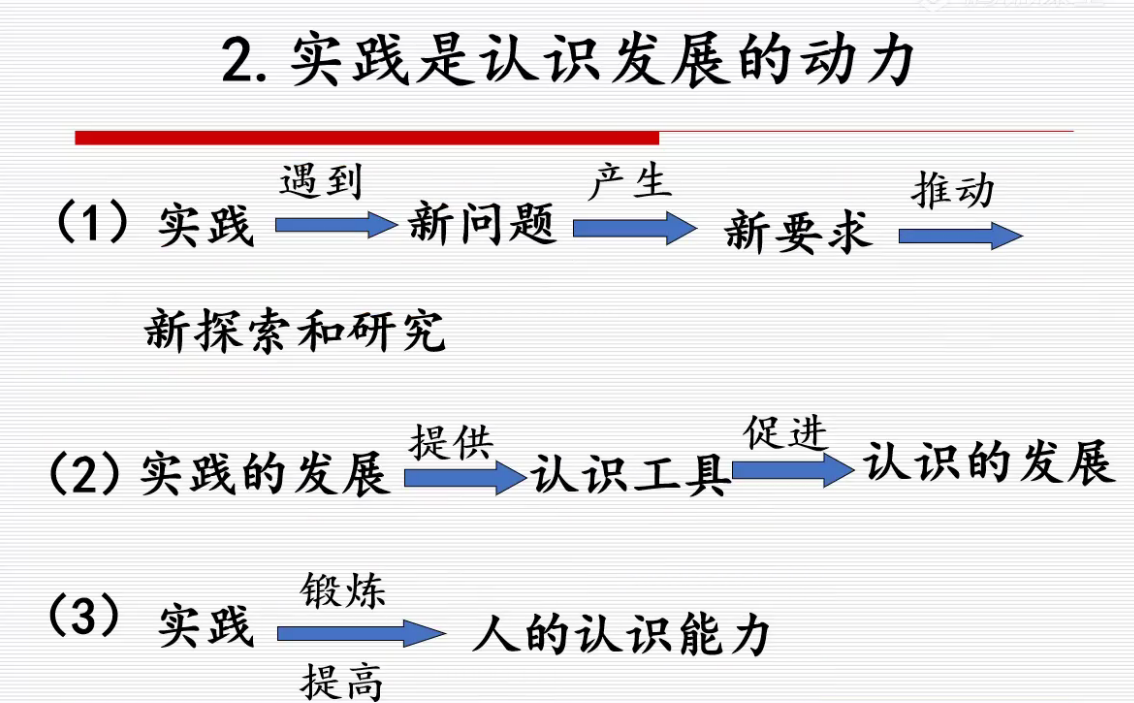 2. 实践是认识发展的动力
遇到 产生 推动
（1）实践 新问题 新要求
新探索和研究
提供 促进
（2）实践的发展 认识工具 认识的发展
锻炼
（3）实践 人的认识能力
提高